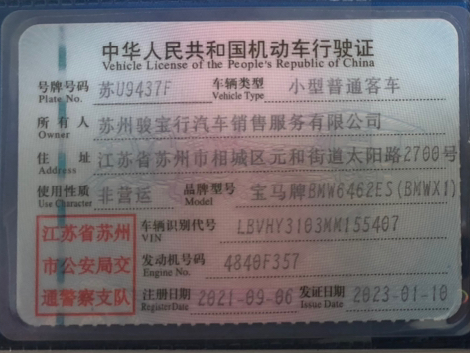 中华人民共和国机动车行驶证
Vehicle License of the People's Republic of China
号牌号码 苏U9437F 车辆类型 小型普通客车
Plate No. Vehicle Type
所有人 苏州骏宝行汽车销售服务有限公司
Owner
住址 江苏省苏州市相城区元和街道太阳路2700号
Address
使用性质 非营运 品牌型号 宝马牌BMW6462ES(BMWX1)
Use Character Model
江苏省苏州 车辆识别代号 LBVHY3103MM155407
VIN
市公安局交 发动机号码 4840F357
Engine No.
通警察支队 注册日期 2021-09-06 发证日期 2023-01-10
Register Date Issue Date